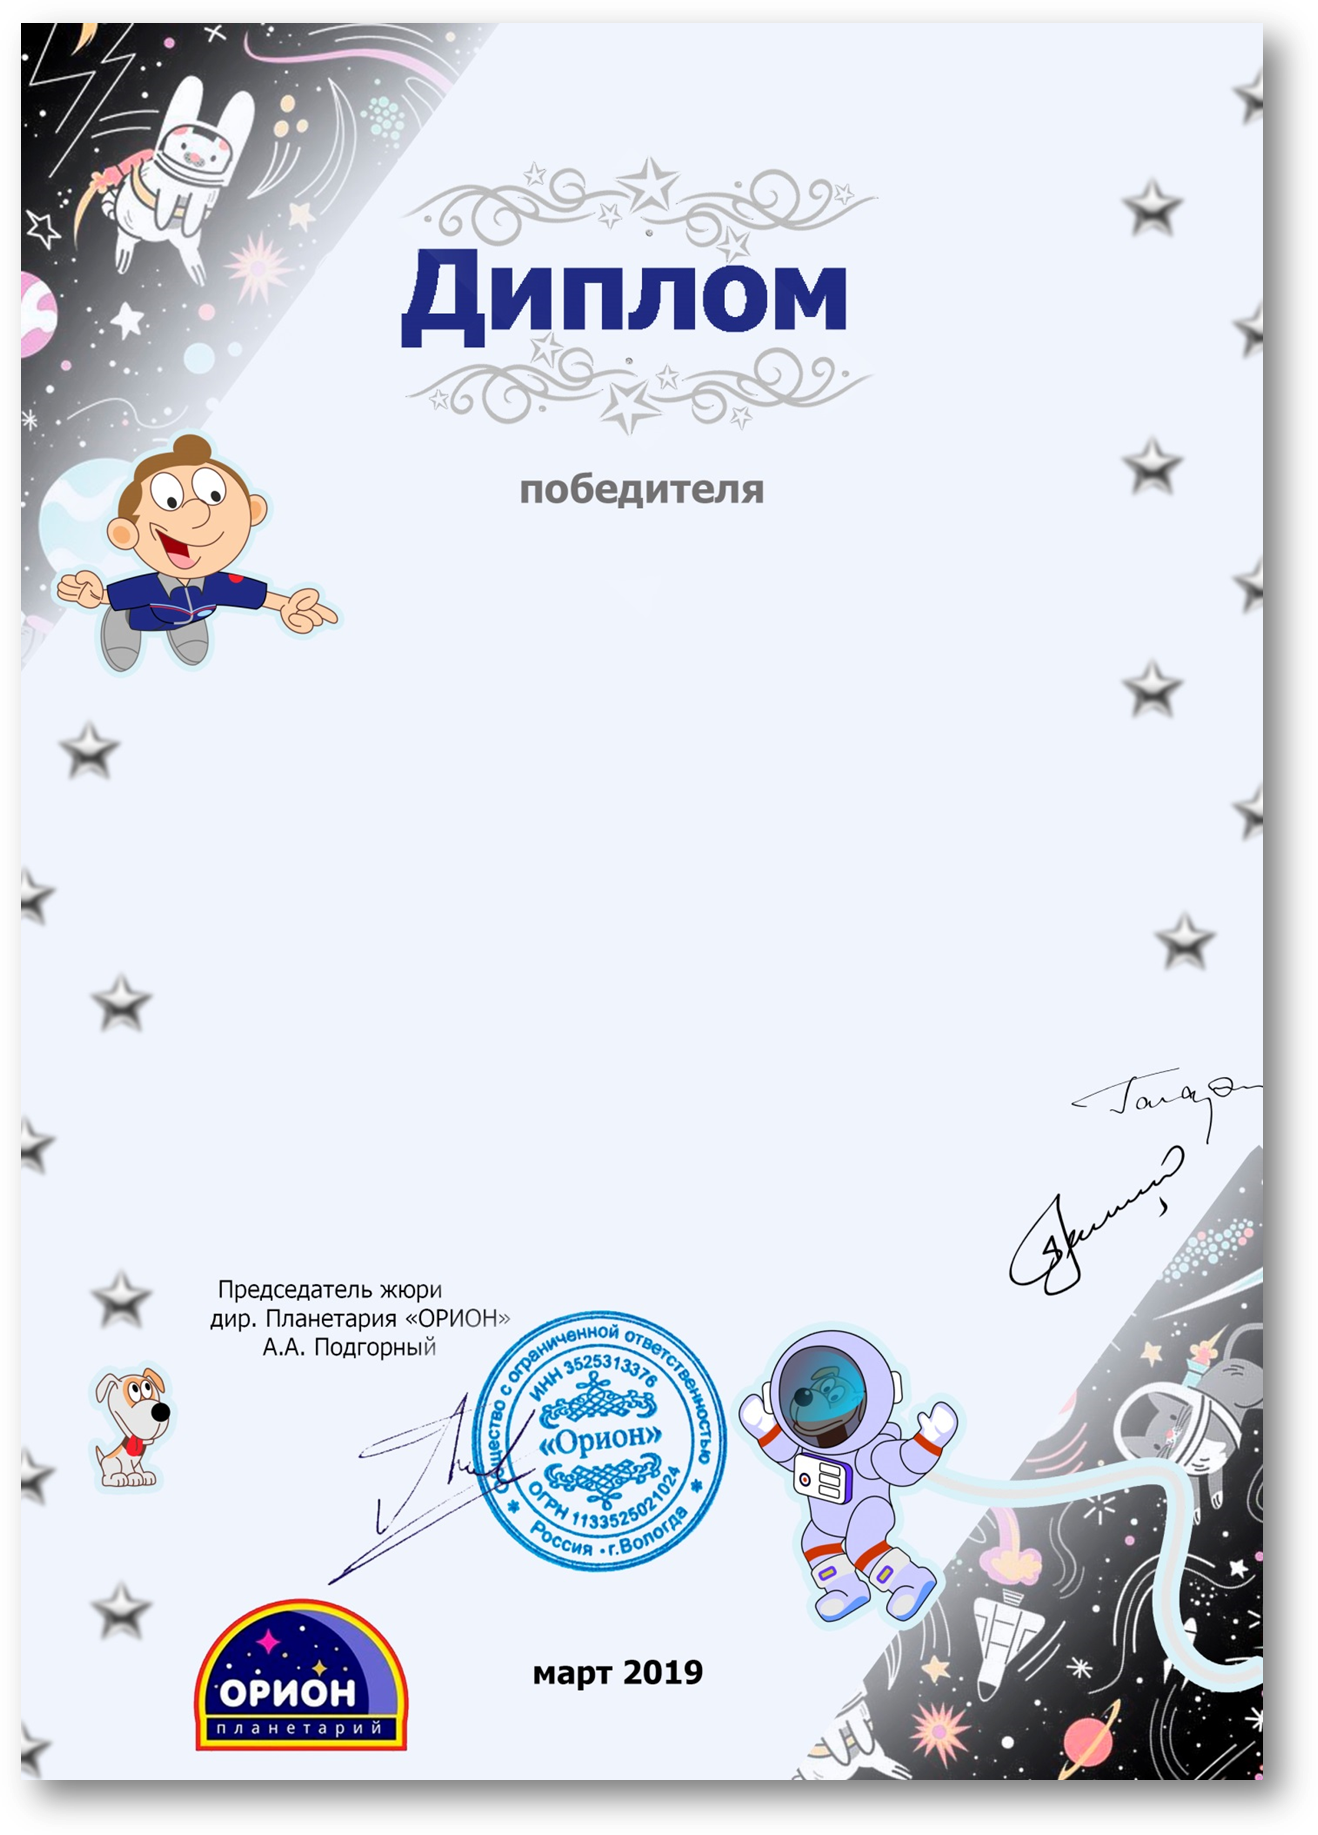 Диплом
победителя
Председатель жюри
дир. Планетария «ОРИОН»
А.А. Подгорный
Общество с ограниченной ответственностью
ИНН 3525313376
«Орион»
ОГРН 1133525021024
Россия • г.Вологда
ОРИОН
планетарий
март 2019